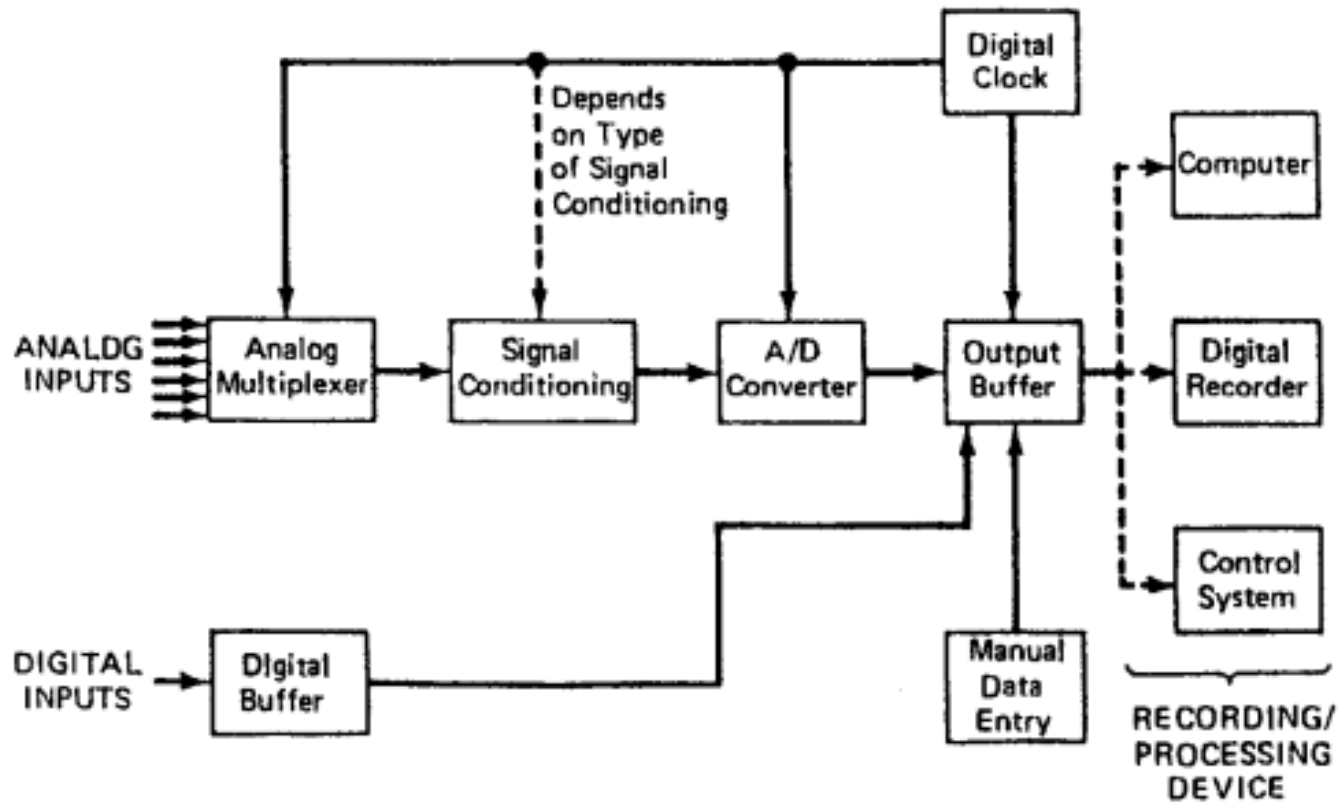 Digital
Clock
Depends
on Type
of Signal
Conditioning
Computer
ANALDG
INPUTS
Analog
Multiplexer
Signal
Conditioning
A/D
Converter
Output
Buffer
Digital
Recorder
Control
System
DIGITAL
INPUTS
DIgital
Buffer
Manual
Data
Entry
RECORDING/
PROCESSING
DEVICE